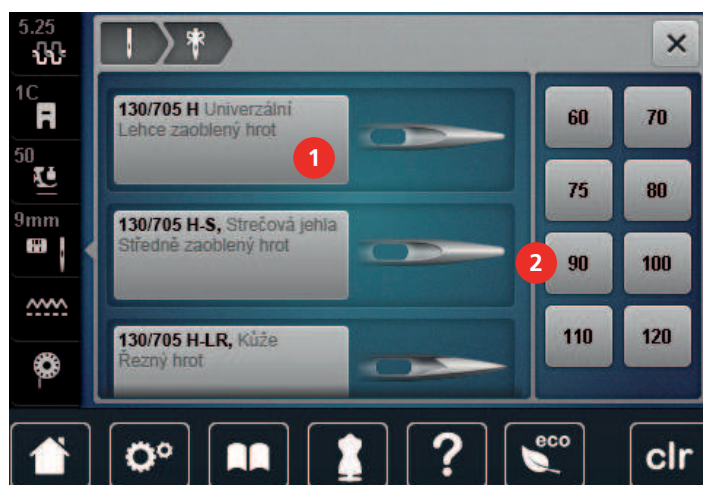 5.25
1C
50
9mm
130/705 H Univerzální
Lehce zaoblený hrot
1
130/705 H-S, Strečová jehla
Středně zaoblený hrot
2
130/705 H-LR, Kůže
Řezný hrot
60 70
75 80
90 100
110 120
? eco clr